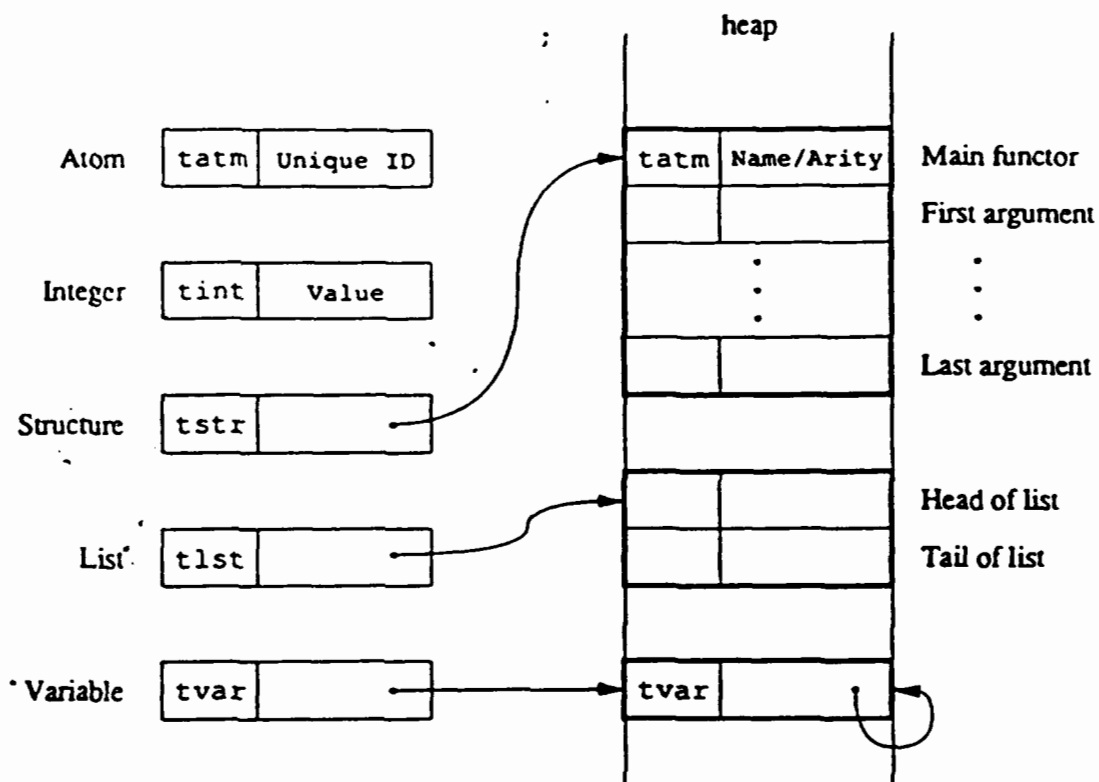 heap
Atom tatm Unique ID
tatm Name/Arity Main functor
First argument
Integer tint Value
Last argument
Structure tstr
Head of list
List tlst
Tail of list
Variable tvar
tvar